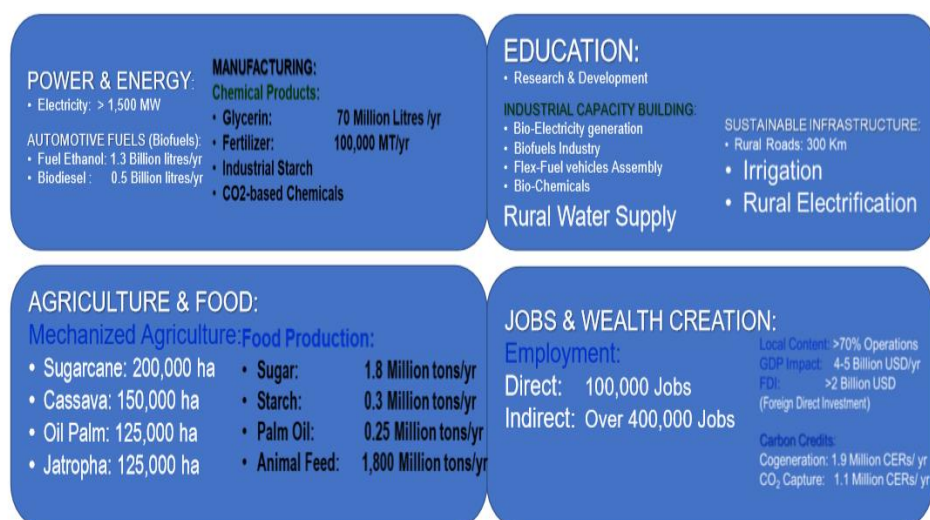 POWER & ENERGY:
• Electricity: > 1,500 MW
AUTOMOTIVE FUELS (Biofuels):
• Fuel Ethanol: 1.3 Billion litres/yr
• Biodiesel : 0.5 Billion litres/yr
MANUFACTURING:
Chemical Products:
• Glycerin: 70 Million Litres /yr
• Fertilizer: 100,000 MT/yr
• Industrial Starch
• CO2-based Chemicals
EDUCATION:
• Research & Development
INDUSTRIAL CAPACITY BUILDING:
• Bio-Electricity generation
• Biofuels Industry
• Flex-Fuel vehicles Assembly
• Bio-Chemicals
Rural Water Supply
SUSTAINABLE INFRASTRUCTURE:
• Rural Roads: 300 Km
• Irrigation
• Rural Electrification
AGRICULTURE & FOOD:
Mechanized Agriculture:
• Sugarcane: 200,000 ha
• Cassava: 150,000 ha
• Oil Palm: 125,000 ha
• Jatropha: 125,000 ha
Food Production:
• Sugar: 1.8 Million tons/yr
• Starch: 0.3 Million tons/yr
• Palm Oil: 0.25 Million tons/yr
• Animal Feed: 1,800 Million tons/yr
JOBS & WEALTH CREATION:
Employment:
Direct: 100,000 Jobs
Indirect: Over 400,000 Jobs
Local Content: >70% Operations
GDP Impact: 4-5 Billion USD/yr
FDI: >2 Billion USD
(Foreign Direct Investment)
Carbon Credits:
Cogeneration: 1.9 Million CERs/ yr
CO₂ Capture: 1.1 Million CERs/ yr